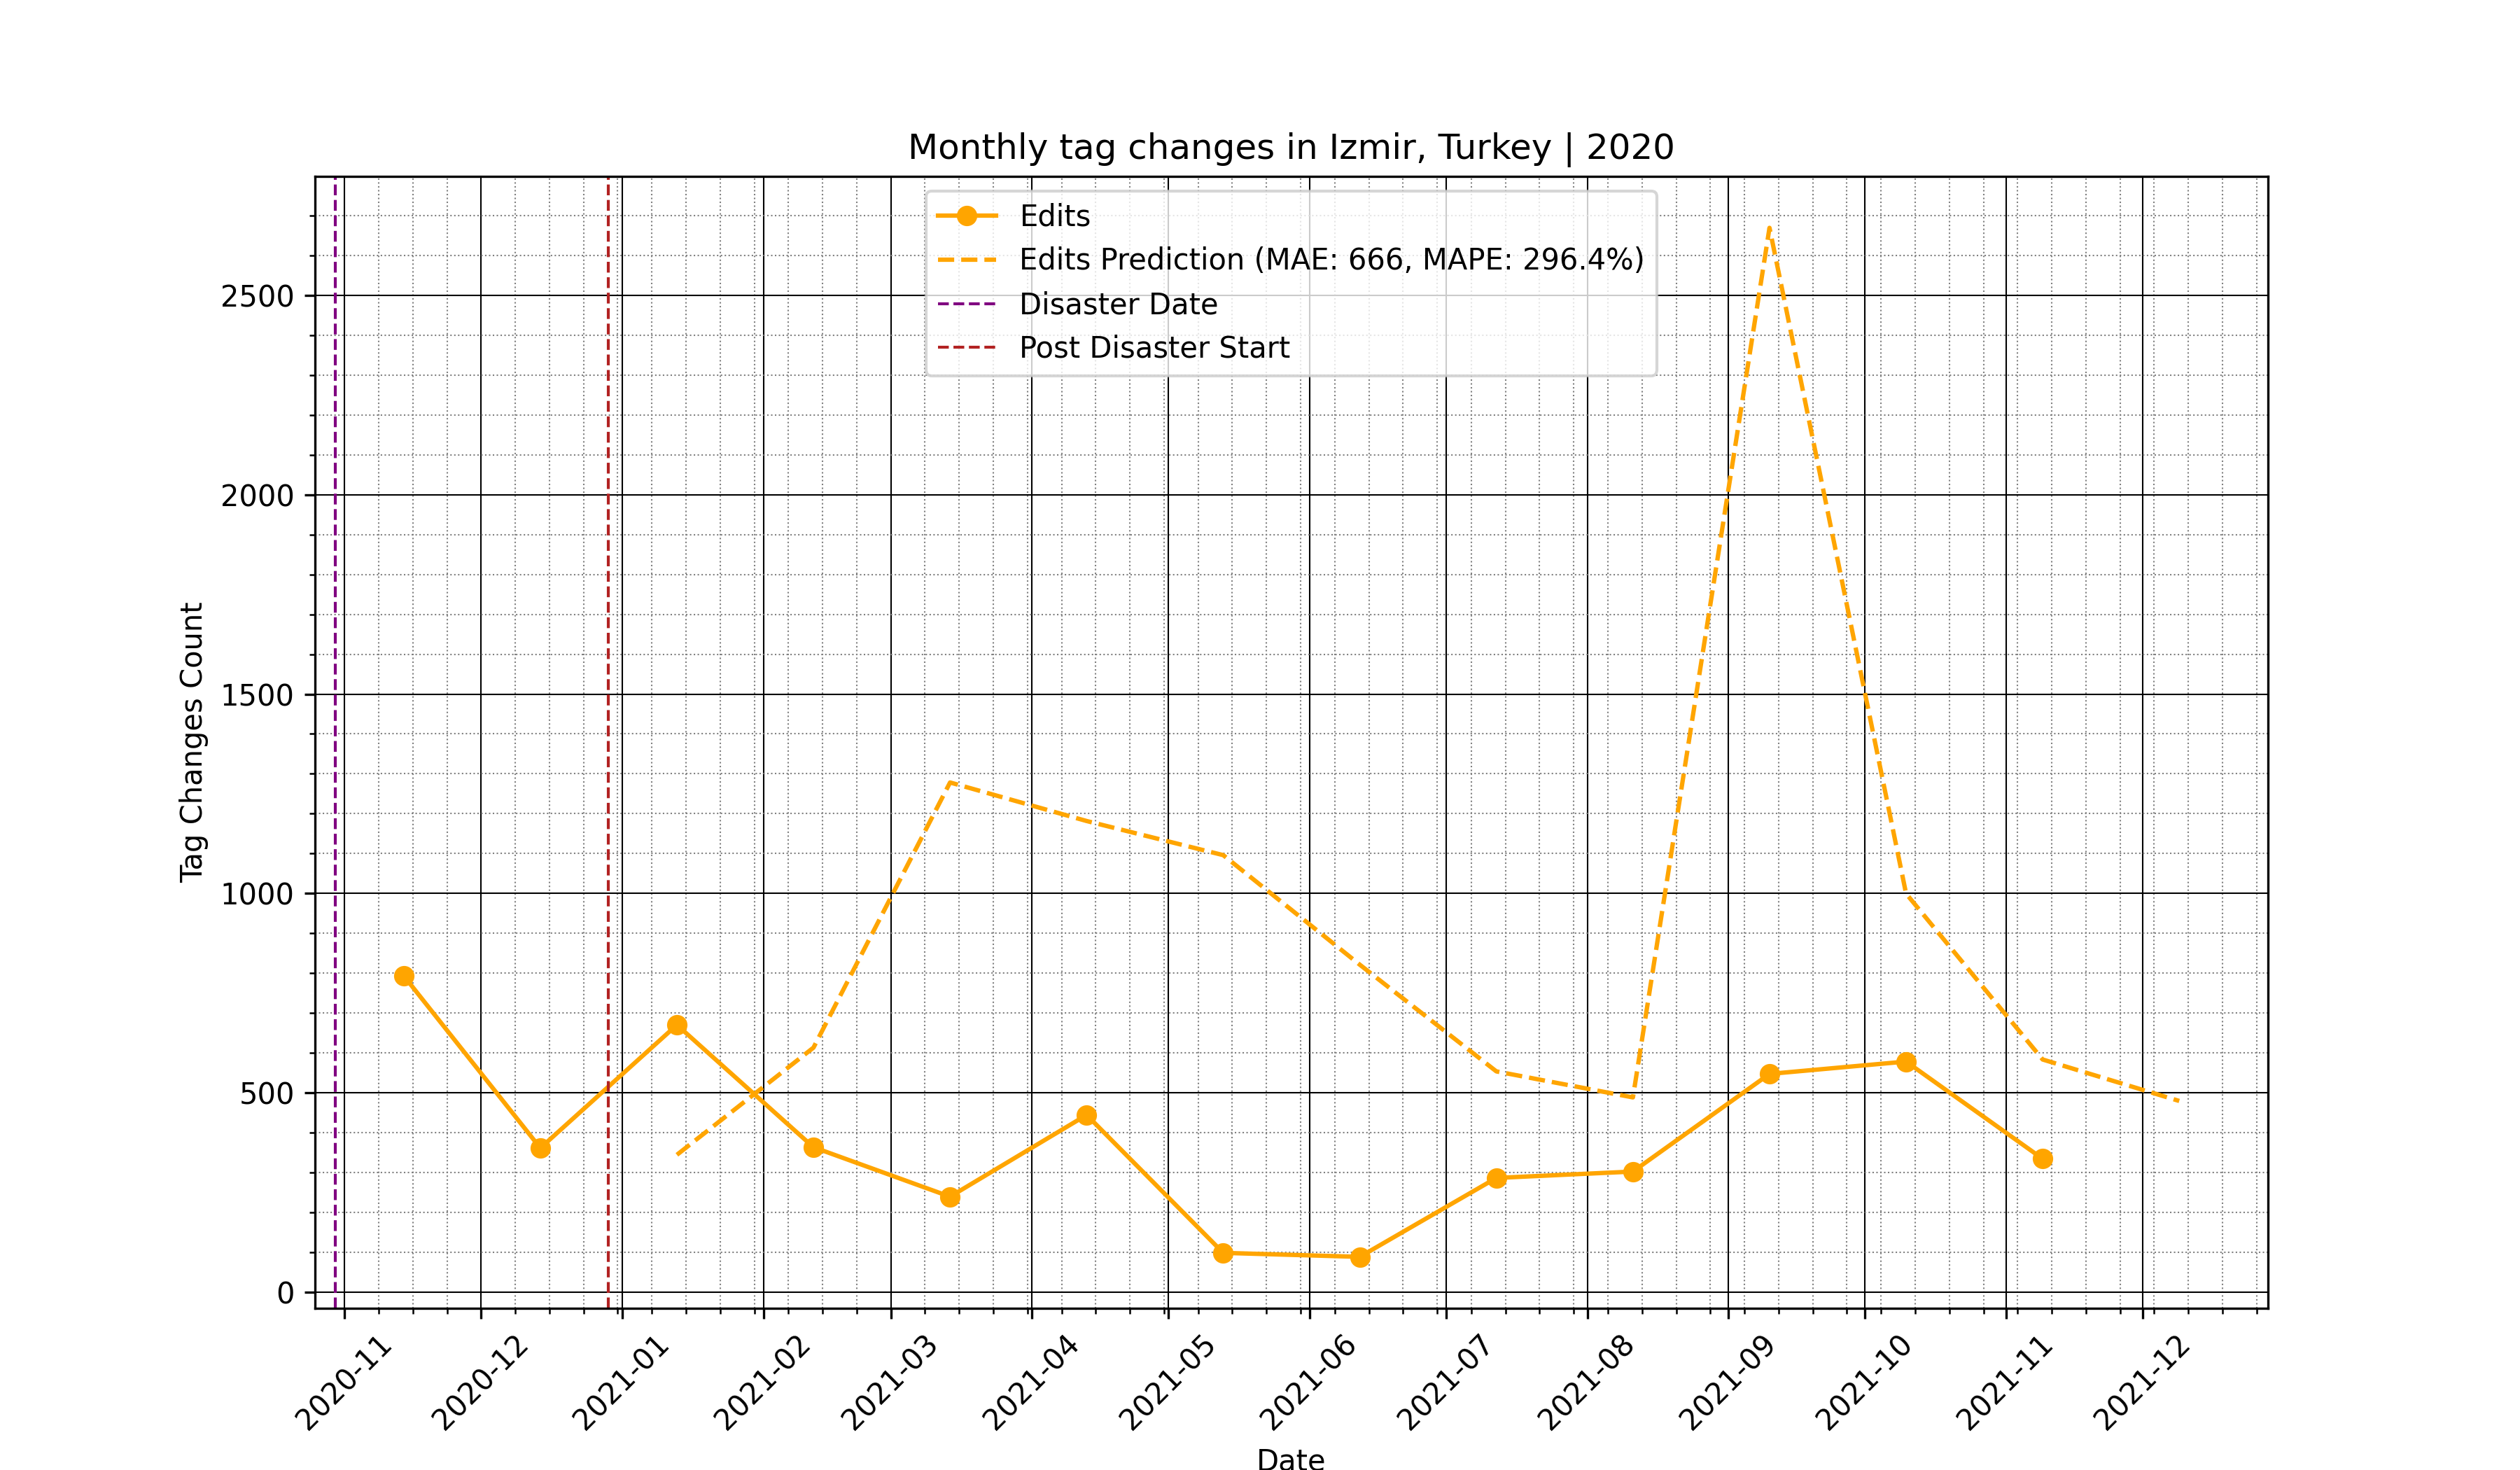 Monthly tag changes in Izmir, Turkey | 2020
Edits
Edits Prediction (MAE: 666, MAPE: 296.4%)
Disaster Date
Post Disaster Start
Tag Changes Count
2500
2000
1500
1000
500
0
2020-11
2020-12
2021-01
2021-02
2021-03
2021-04
2021-05
2021-06
2021-07
2021-08
2021-09
2021-10
2021-11
2021-12
Date